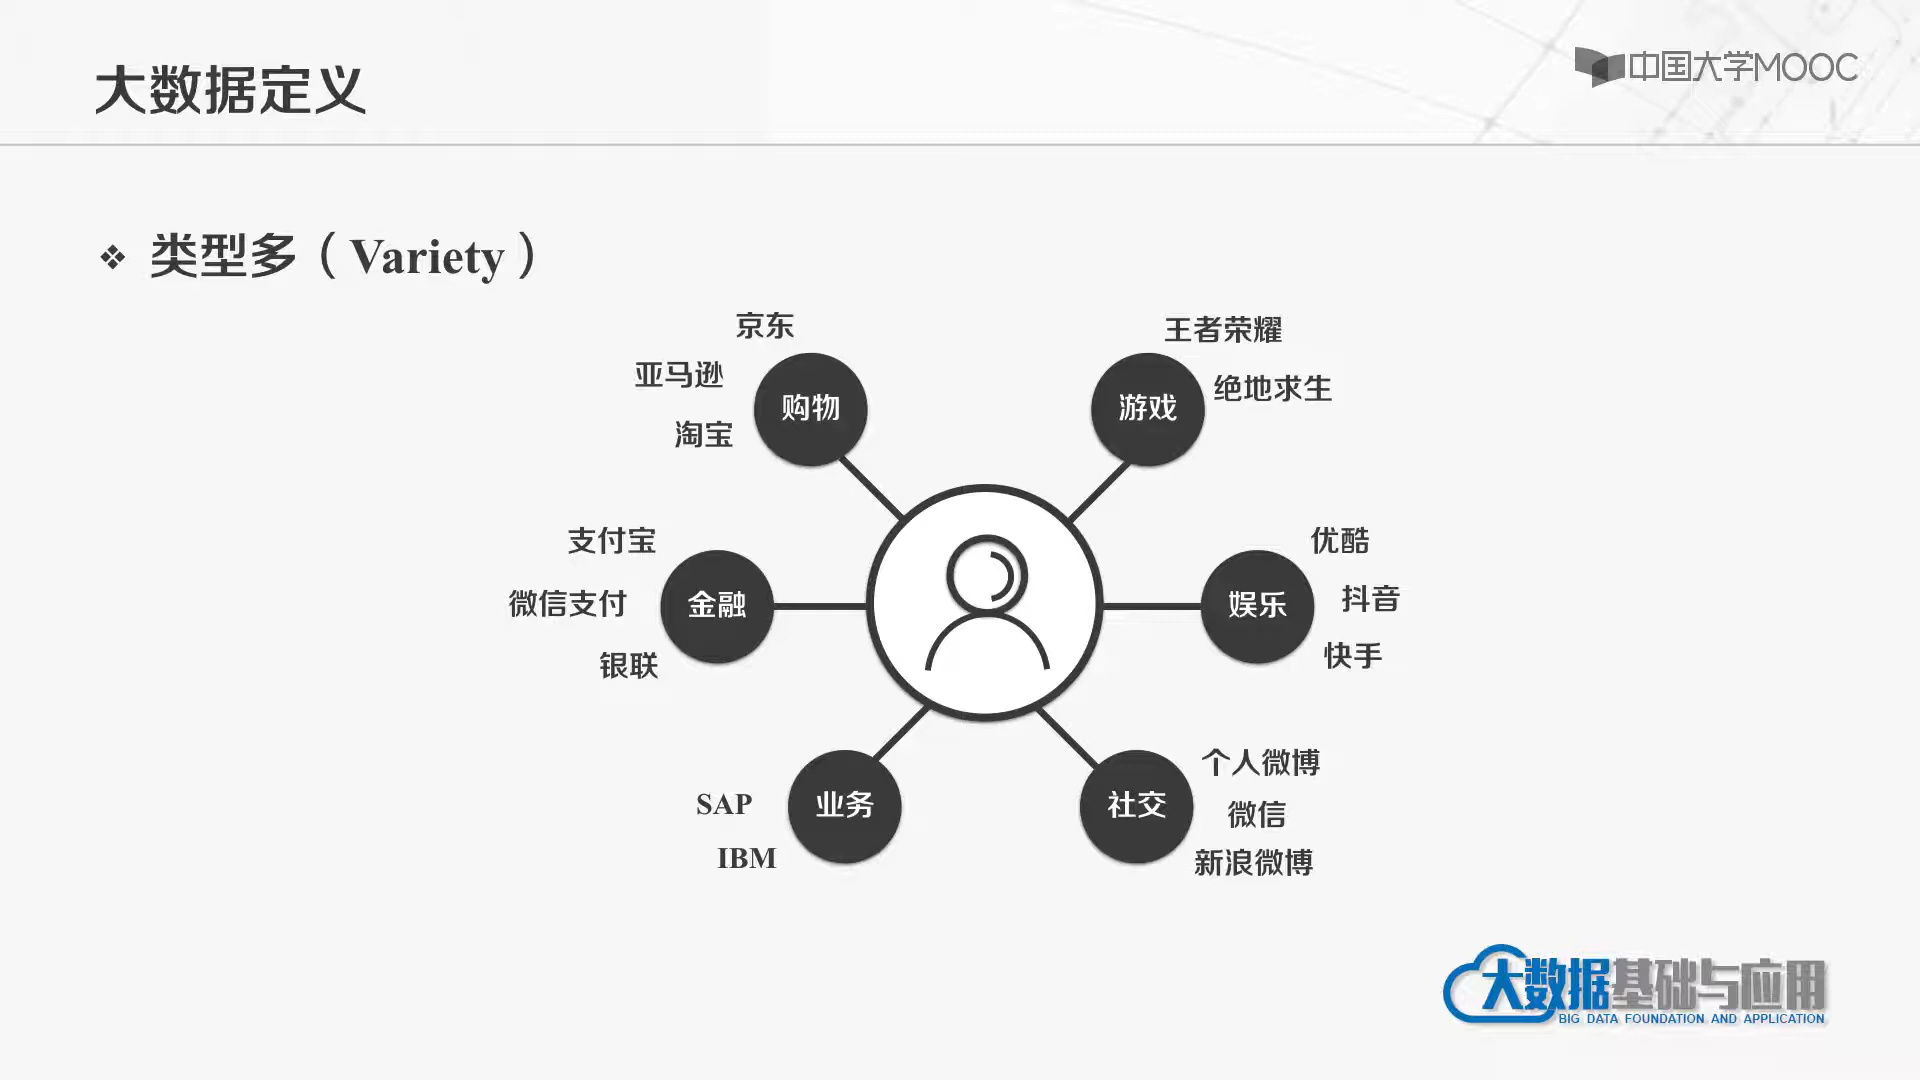 大数据定义
中国大学MOOC
❖ 类型多（Variety）
京东
亚马逊
淘宝
购物
王者荣耀
绝地求生
游戏
支付宝
微信支付
银联
金融
优酷
抖音
快手
娱乐
SAP
IBM
业务
个人微博
微信
新浪微博
社交
大数据基础与应用
BIG DATA FOUNDATION AND APPLICATION